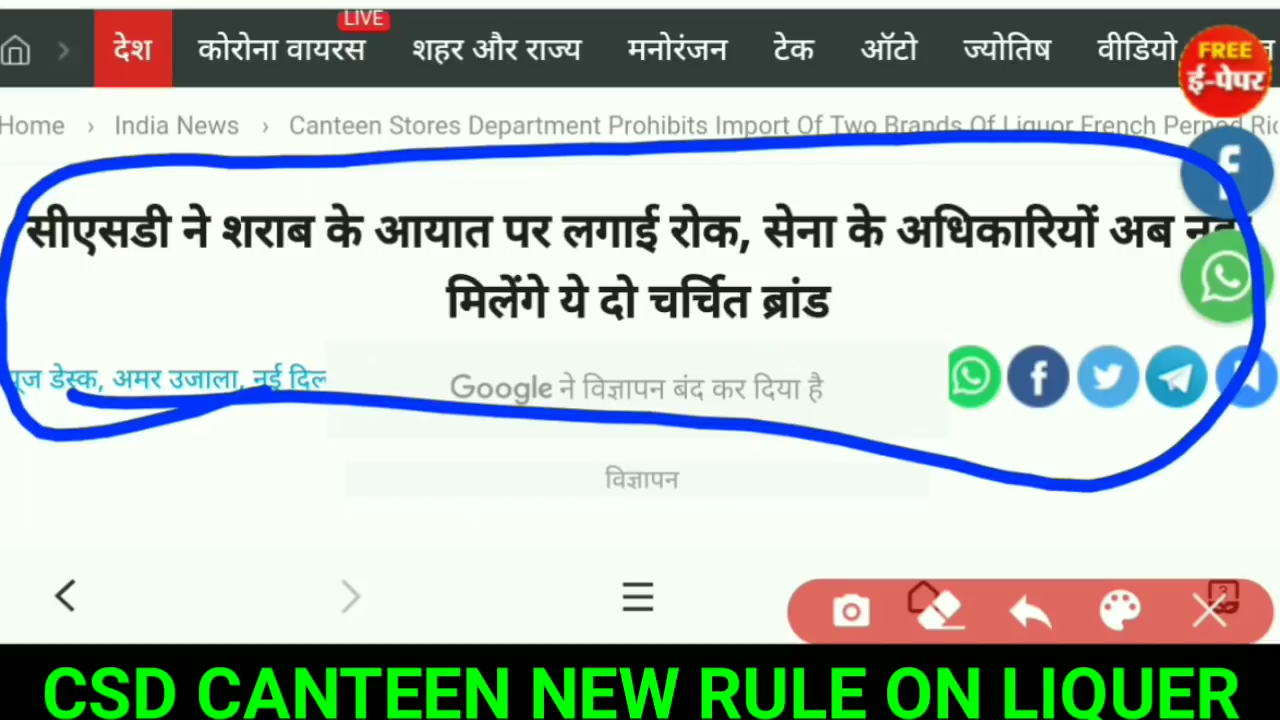 LIVE
देश कोरोना वायरस शहर और राज्य मनोरंजन टेक ऑटो ज्योतिष वीडियो
FREE
ई-पेपर
Home › India News › Canteen Stores Department Prohibits Import Of Two Brands Of Liquor French Pernod
सीएसडी ने शराब के आयात पर लगाई रोक, सेना के अधिकारियों अब
मिलेंगे ये दो चर्चित ब्रांड
डेस्क, अमर उजाला, नई
Google ने विज्ञापन बंद कर दिया है
विज्ञापन
CSD CANTEEN NEW RULE ON LIQUER